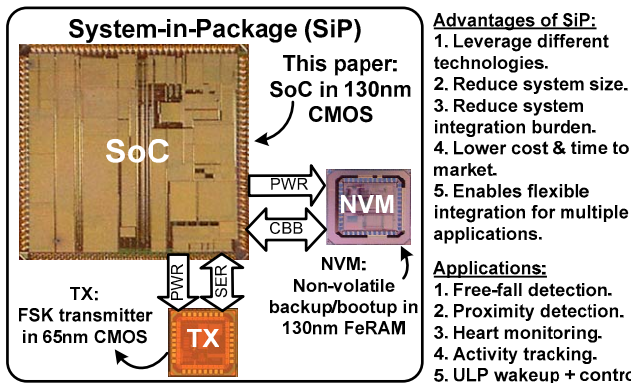 System-in-Package (SiP)
This paper:
SoC in 130nm
CMOS
SoC
PWR
CBB
NVM
PWR
SER
NVM:
Non-volatile
backup/bootup in
130nm FeRAM
TX:
FSK transmitter
in 65nm CMOS
TX
Advantages of SiP:
1. Leverage different
technologies.
2. Reduce system size.
3. Reduce system
integration burden.
4. Lower cost & time to
market.
5. Enables flexible
integration for multiple
applications.
Applications:
1. Free-fall detection.
2. Proximity detection.
3. Heart monitoring.
4. Activity tracking.
5. ULP wakeup + contro